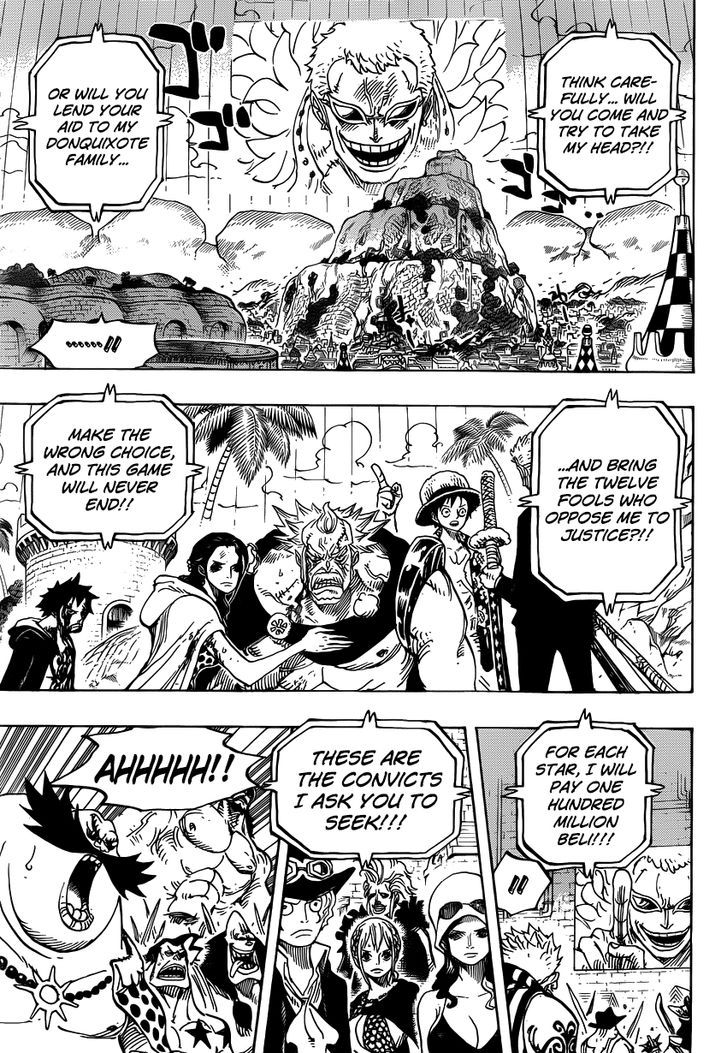 THINK CARE-
FULLY... WILL
YOU COME AND
TRY TO TAKE
MY HEAD?!!
OR WILL YOU
LEND YOUR
AID TO MY
DONQUIXOTE
FAMILY...
ゴゴ
ゴゴ
ゴゴ
........!!
...AND BRING
THE TWELVE
FOOLS WHO
OPPOSE ME TO
JUSTICE?!!
MAKE THE
WRONG CHOICE,
AND THIS GAME
WILL NEVER
END!!
FOR EACH
STAR, I WILL
PAY ONE
HUNDRED
MILLION
BELI!!!
!!
THESE ARE
THE CONVICTS
I ASK YOU TO
SEEK!!!
AHHHHH!!